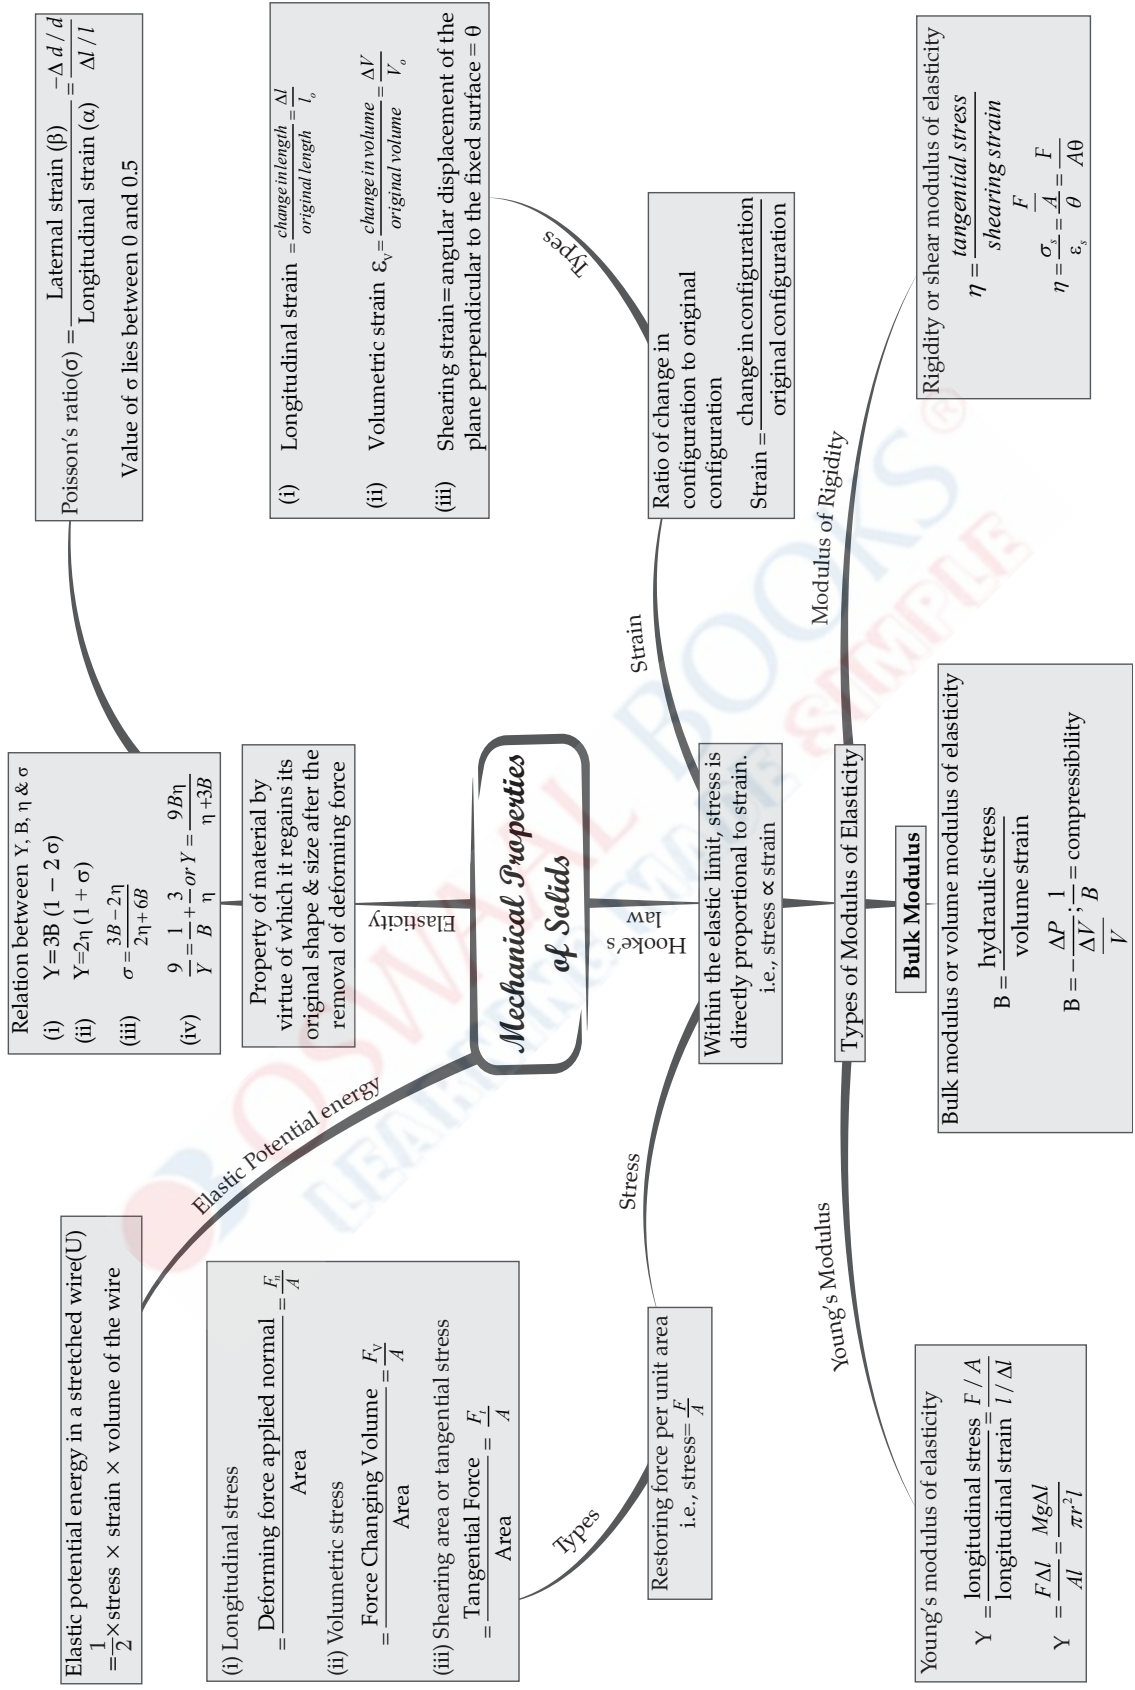 Mechanical Properties
of Solids
Elastic Potential energy
Elastic potential energy in a stretched wire(U)
= 1/2 × stress × strain × volume of the wire
Elasticity
Property of material by
virtue of which it regains its
original shape & size after the
removal of deforming force
Relation between Y, B, η & σ
(i) Y=3B (1 − 2 σ)
(ii) Y=2η (1 + σ)
(iii) σ = (3B − 2η)/(2η + 6B)
(iv) 9/Y = 1/B + 3/η or Y = 9Bη/(η + 3B)
Poisson's ratio(σ) = Laternal strain (β)/Longitudinal strain (α) = (−Δ d / d)/(Δl / l)
Value of σ lies between 0 and 0.5
Hooke's
law
Within the elastic limit, stress is
directly proportional to strain.
i.e., stress ∝ strain
Stress
Restoring force per unit area
i.e., stress= F/A
Types
(i) Longitudinal stress
= Deforming force applied normal/Area = Fn/A
(ii) Volumetric stress
= Force Changing Volume/Area = FV/A
(iii) Shearing area or tangential stress
= Tangential Force/Area = Ft/A
Strain
Ratio of change in
configuration to original
configuration
Strain = change in configuration/original configuration
Types
(i) Longitudinal strain = change in length/original length = Δl/lo
(ii) Volumetric strain εV = change in volume/original volume = ΔV/Vo
(iii) Shearing strain=angular displacement of the
plane perpendicular to the fixed surface = θ
Types of Modulus of Elasticity
Young's Modulus
Young's modulus of elasticity
Y = longitudinal stress/longitudinal strain = (F / A)/(l / Δl)
Y = FΔl/Al = MgΔl/πr²l
Bulk Modulus
Bulk modulus or volume modulus of elasticity
B = hydraulic stress/volume strain
B = − ΔP/(ΔV/V) ; 1/B = compressibility
Modulus of Rigidity
Rigidity or shear modulus of elasticity
η = tangential stress/shearing strain
η = σs/εs = (F/A)/θ = F/Aθ
OSWAAL BOOKS®
LEARNING MADE SIMPLE